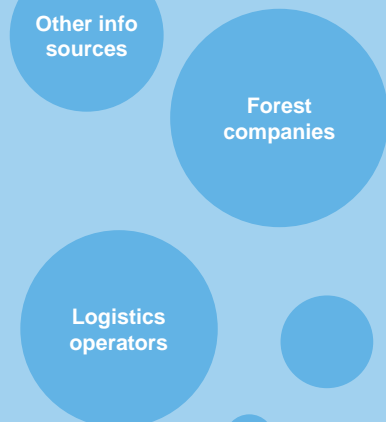 Other info
sources
Forest
companies
Logistics
operators